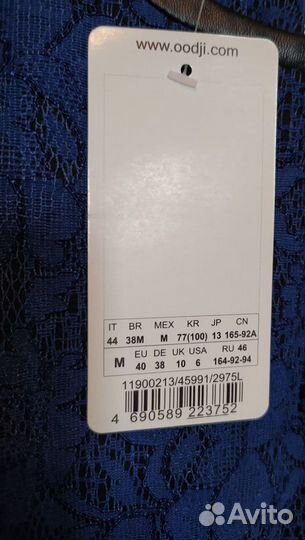 www.oodji.com
IT BR MEX KR JP CN
44 38M M 77(100) 13 165-92A
M EU DE UK USA RU 46
40 38 10 6 164-92-94
11900213/45991/2975L
4 690589 223752
Avito